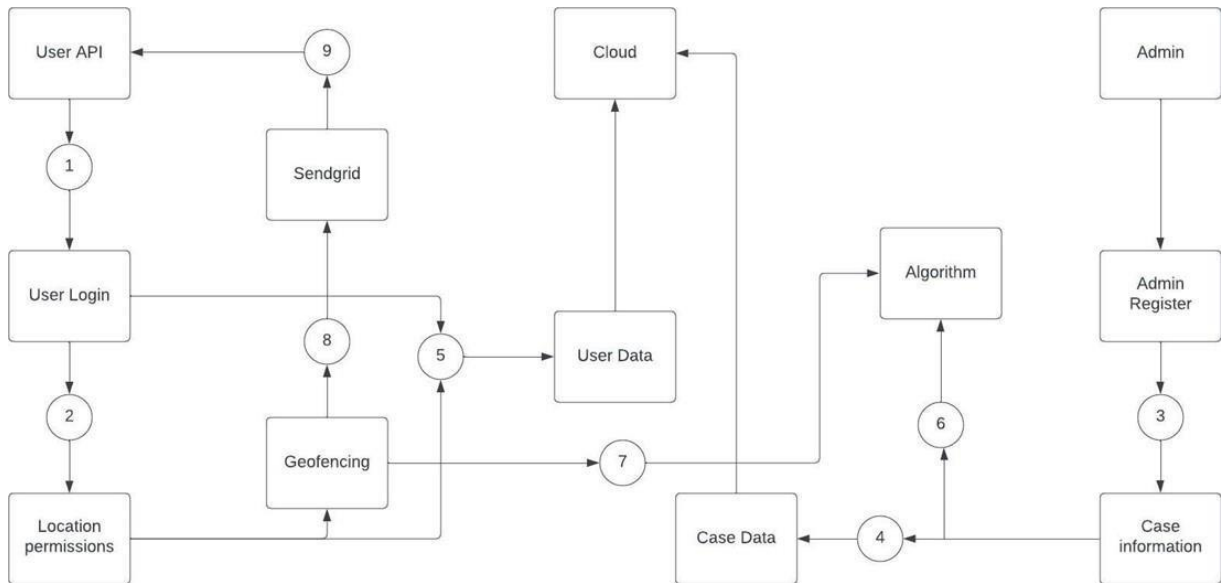 User API
9
Cloud
Admin
1
Sendgrid
User Login
Algorithm
Admin
Register
8
5
User Data
2
6
3
Geofencing
7
Location
permissions
Case Data
4
Case
information